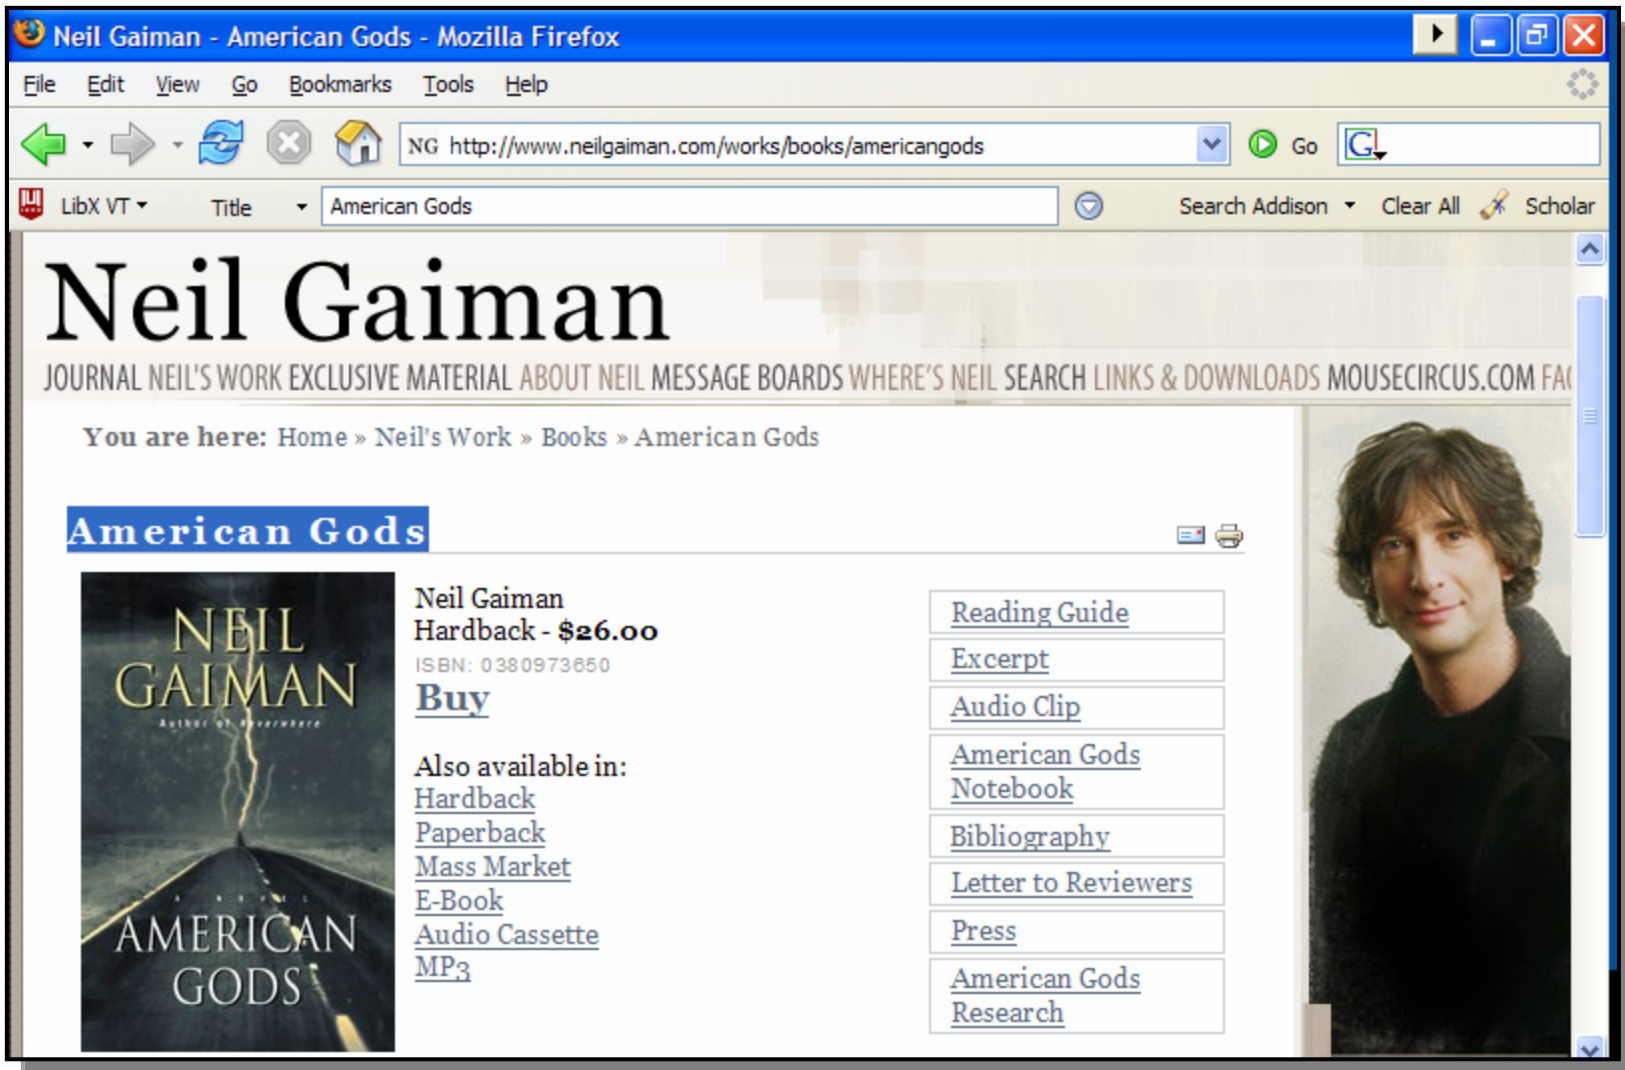 Neil Gaiman - American Gods - Mozilla Firefox
File Edit View Go Bookmarks Tools Help
NG http://www.neilgaiman.com/works/books/americangods Go G
LibX VT Title American Gods Search Addison Clear All Scholar
Neil Gaiman
JOURNAL NEIL'S WORK EXCLUSIVE MATERIAL ABOUT NEIL MESSAGE BOARDS WHERE'S NEIL SEARCH LINKS & DOWNLOADS MOUSECIRCUS.COM FAQ
You are here: Home » Neil's Work » Books » American Gods
American Gods
NEIL
GAIMAN
Author of Neverwhere
A NOVEL
AMERICAN
GODS
Neil Gaiman
Hardback - $26.00
ISBN: 0380973650
Buy
Also available in:
Hardback
Paperback
Mass Market
E-Book
Audio Cassette
MP3
Reading Guide
Excerpt
Audio Clip
American Gods
Notebook
Bibliography
Letter to Reviewers
Press
American Gods
Research